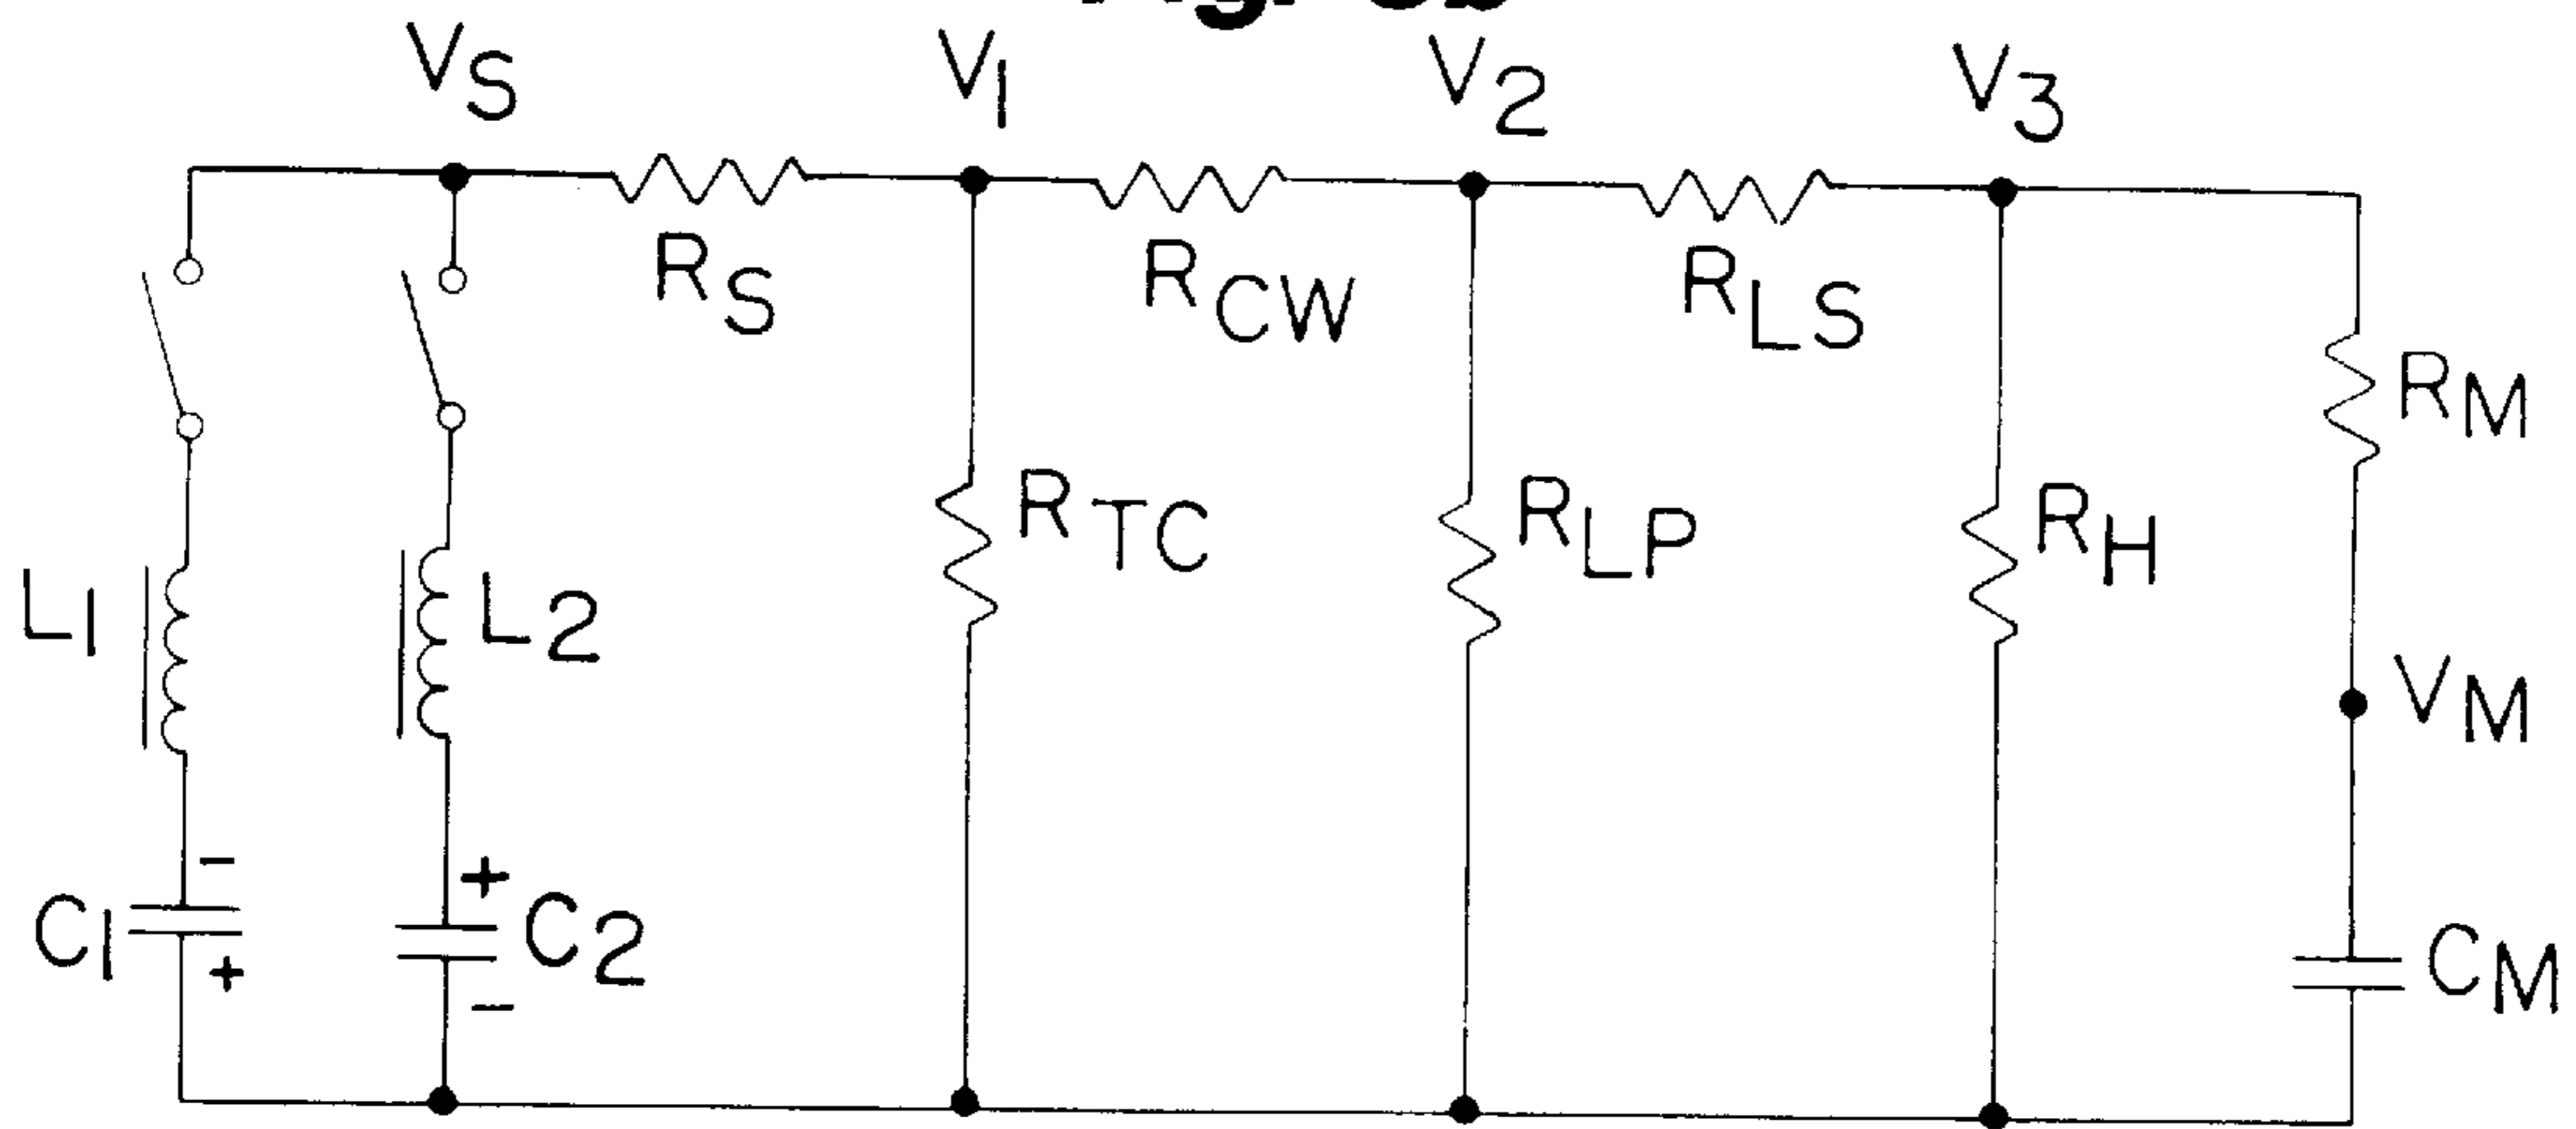 VS V1 V2 V3
RS RCW RLS
RM
RTC RLP RH
L1 L2
VM
- +
C1 C2 CM
+ -